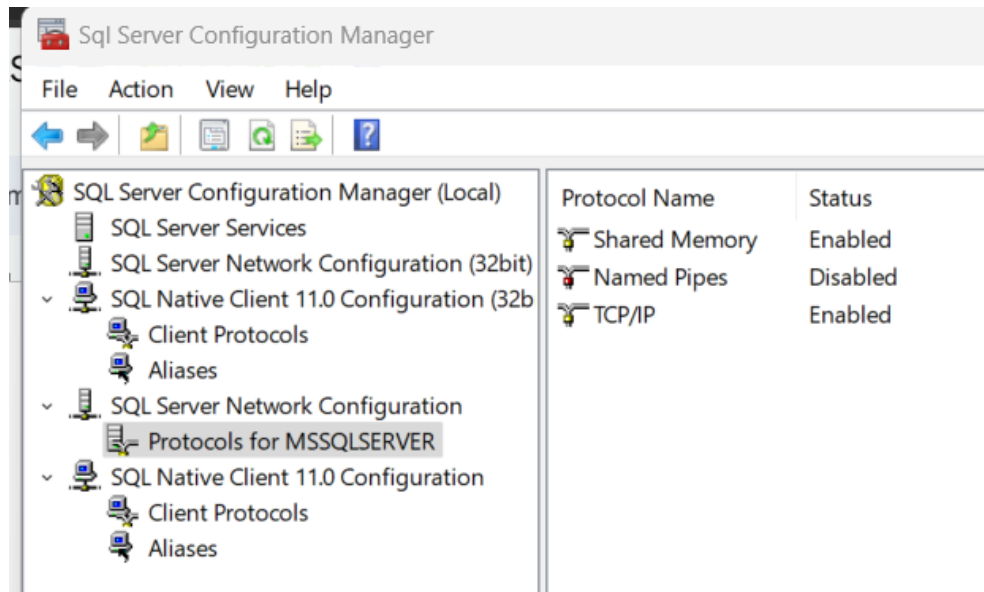 Sql Server Configuration Manager
File Action View Help
SQL Server Configuration Manager (Local)
SQL Server Services
SQL Server Network Configuration (32bit)
SQL Native Client 11.0 Configuration (32b
Client Protocols
Aliases
SQL Server Network Configuration
Protocols for MSSQLSERVER
SQL Native Client 11.0 Configuration
Client Protocols
Aliases
Protocol Name Status
Shared Memory Enabled
Named Pipes Disabled
TCP/IP Enabled